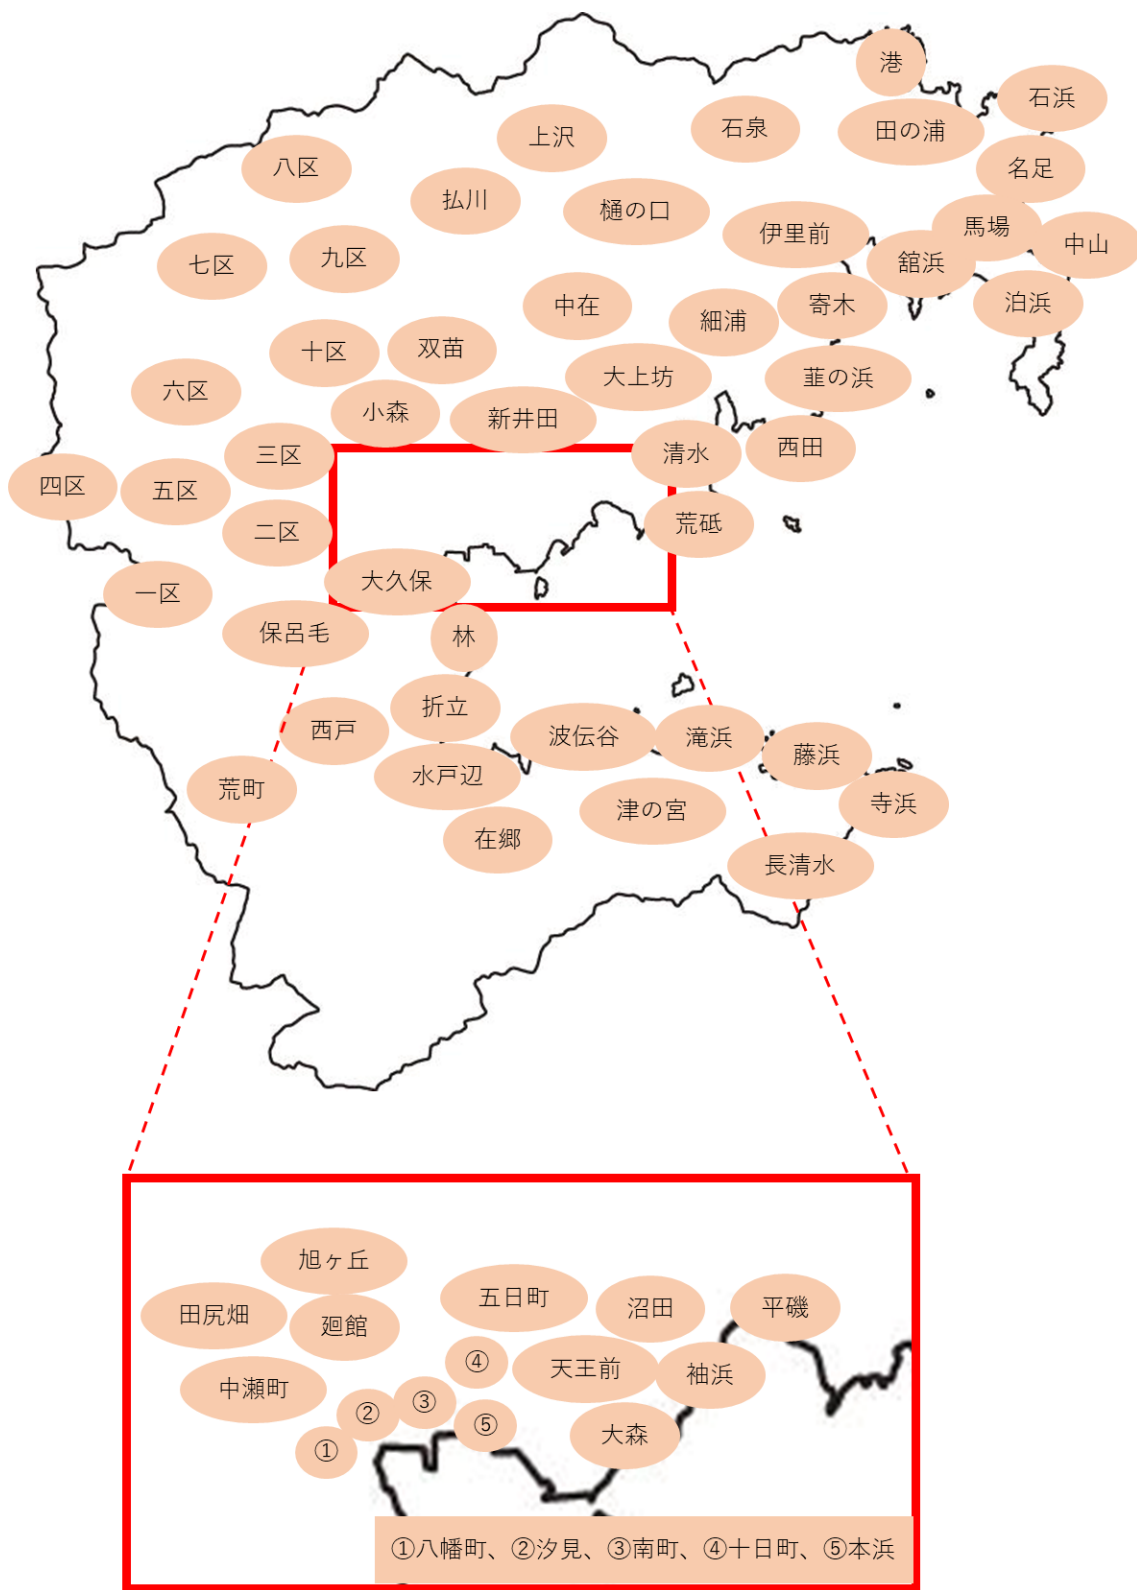 港
石浜
石泉
田の浦
上沢
八区
名足
払川
樋の口
馬場
伊里前
中山
九区
七区
舘浜
中在
寄木
泊浜
細浦
十区
双苗
大上坊
韮の浜
六区
小森
新井田
三区
清水
西田
四区
五区
荒砥
二区
大久保
一区
保呂毛
林
折立
西戸
波伝谷
滝浜
藤浜
水戸辺
荒町
寺浜
津の宮
在郷
長清水
旭ヶ丘
五日町
沼田
平磯
田尻畑
廻館
④
天王前
袖浜
中瀬町
③
②
⑤
大森
①
①八幡町、②汐見、③南町、④十日町、⑤本浜